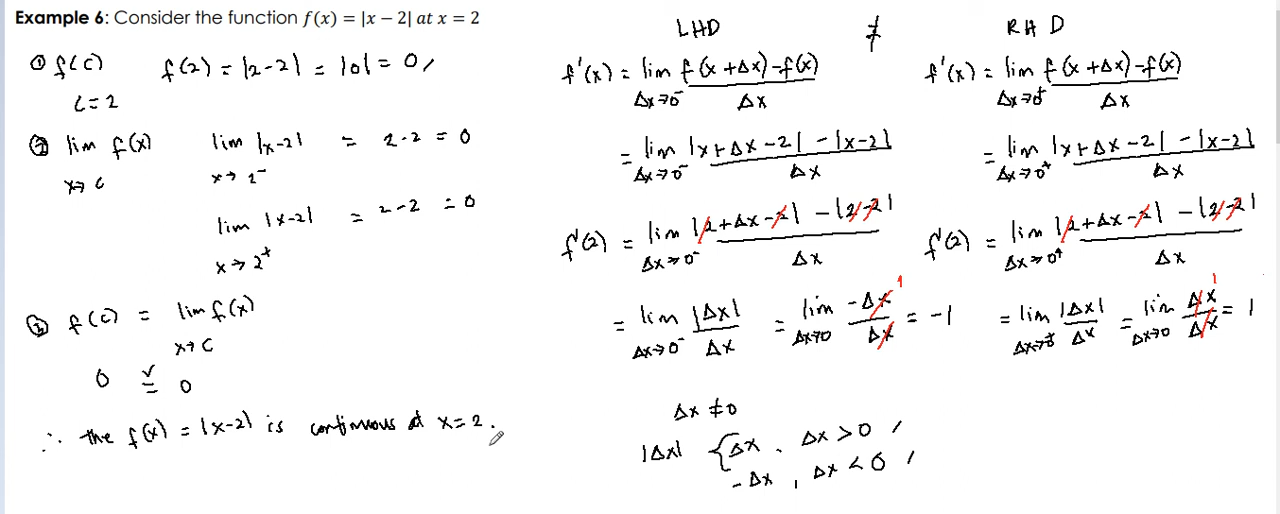 Example 6: Consider the function f(x) = |x − 2| at x = 2
① f(c) f(2) = |2-2| = |0| = 0,
c = 2
② lim f(x) lim |x-2| = 2-2 = 0
x→c x→2⁻
lim |x-2| = 2-2 = 0
x→2⁺
③ f(c) = lim f(x)
x→c
0 ≟ 0
∴ the f(x) = |x-2| is continuous at x=2.
LHD ≠ RHD
f'(x) = lim f(x+Δx)-f(x)
Δx→0⁻ Δx
= lim |x+Δx-2| - |x-2|
Δx→0⁻ Δx
f'(2) = lim |2+Δx-2| - |2-2|
Δx→0⁻ Δx
= lim |Δx| = lim -Δx 1 = -1
Δx→0⁻ Δx Δx→0 Δx
f'(x) = lim f(x+Δx)-f(x)
Δx→0⁺ Δx
= lim |x+Δx-2| - |x-2|
Δx→0⁺ Δx
f'(2) = lim |2+Δx-2| - |2-2|
Δx→0⁺ Δx
= lim |Δx| = lim Δx 1 = 1
Δx→0⁺ Δx Δx→0 Δx
Δx ≠ 0
|Δx| { Δx , Δx > 0 ,
-Δx , Δx < 0 ,